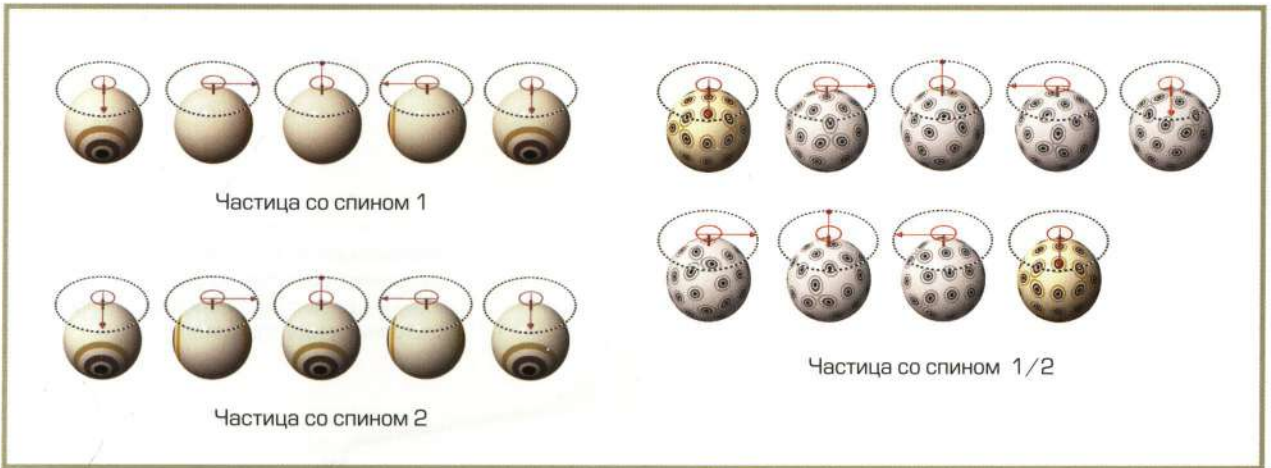 Частица со спином 1
Частица со спином 2
Частица со спином 1/2